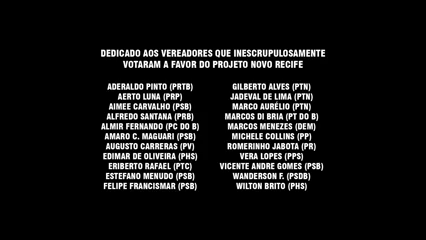 DEDICADO AOS VEREADORES QUE INESCRUPULOSAMENTE
VOTARAM A FAVOR DO PROJETO NOVO RECIFE
ADERALDO PINTO (PRTB)
AERTO LUNA (PRP)
AIMEE CARVALHO (PSB)
ALFREDO SANTANA (PRB)
ALMIR FERNANDO (PC DO B)
AMARO C. MAGUARI (PSB)
AUGUSTO CARRERAS (PV)
EDIMAR DE OLIVEIRA (PHS)
ERIBERTO RAFAEL (PTC)
ESTEFANO MENUDO (PSB)
FELIPE FRANCISMAR (PSB)
GILBERTO ALVES (PTN)
JADEVAL DE LIMA (PTN)
MARCO AURÉLIO (PTN)
MARCOS DI BRIA (PT DO B)
MARCOS MENEZES (DEM)
MICHELE COLLINS (PP)
ROMERINHO JABOTA (PR)
VERA LOPES (PPS)
VICENTE ANDRE GOMES (PSB)
WANDERSON F. (PSDB)
WILTON BRITO (PHS)